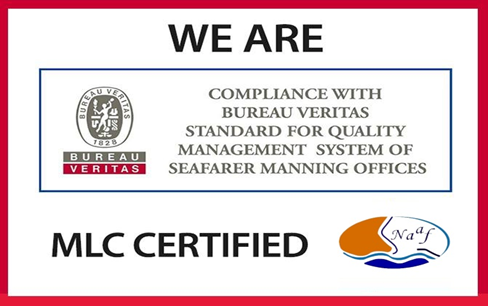 WE ARE
BUREAU VERITAS
1828
BUREAU
VERITAS
COMPLIANCE WITH
BUREAU VERITAS
STANDARD FOR QUALITY
MANAGEMENT SYSTEM OF
SEAFARER MANNING OFFICES
MLC CERTIFIED
Naaf